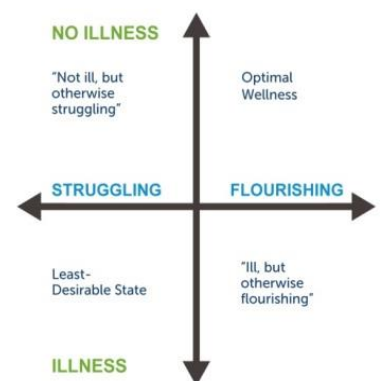 NO ILLNESS
“Not ill, but
otherwise
struggling”
Optimal
Wellness
STRUGGLING
FLOURISHING
Least-
Desirable State
“Ill, but
otherwise
flourishing”
ILLNESS